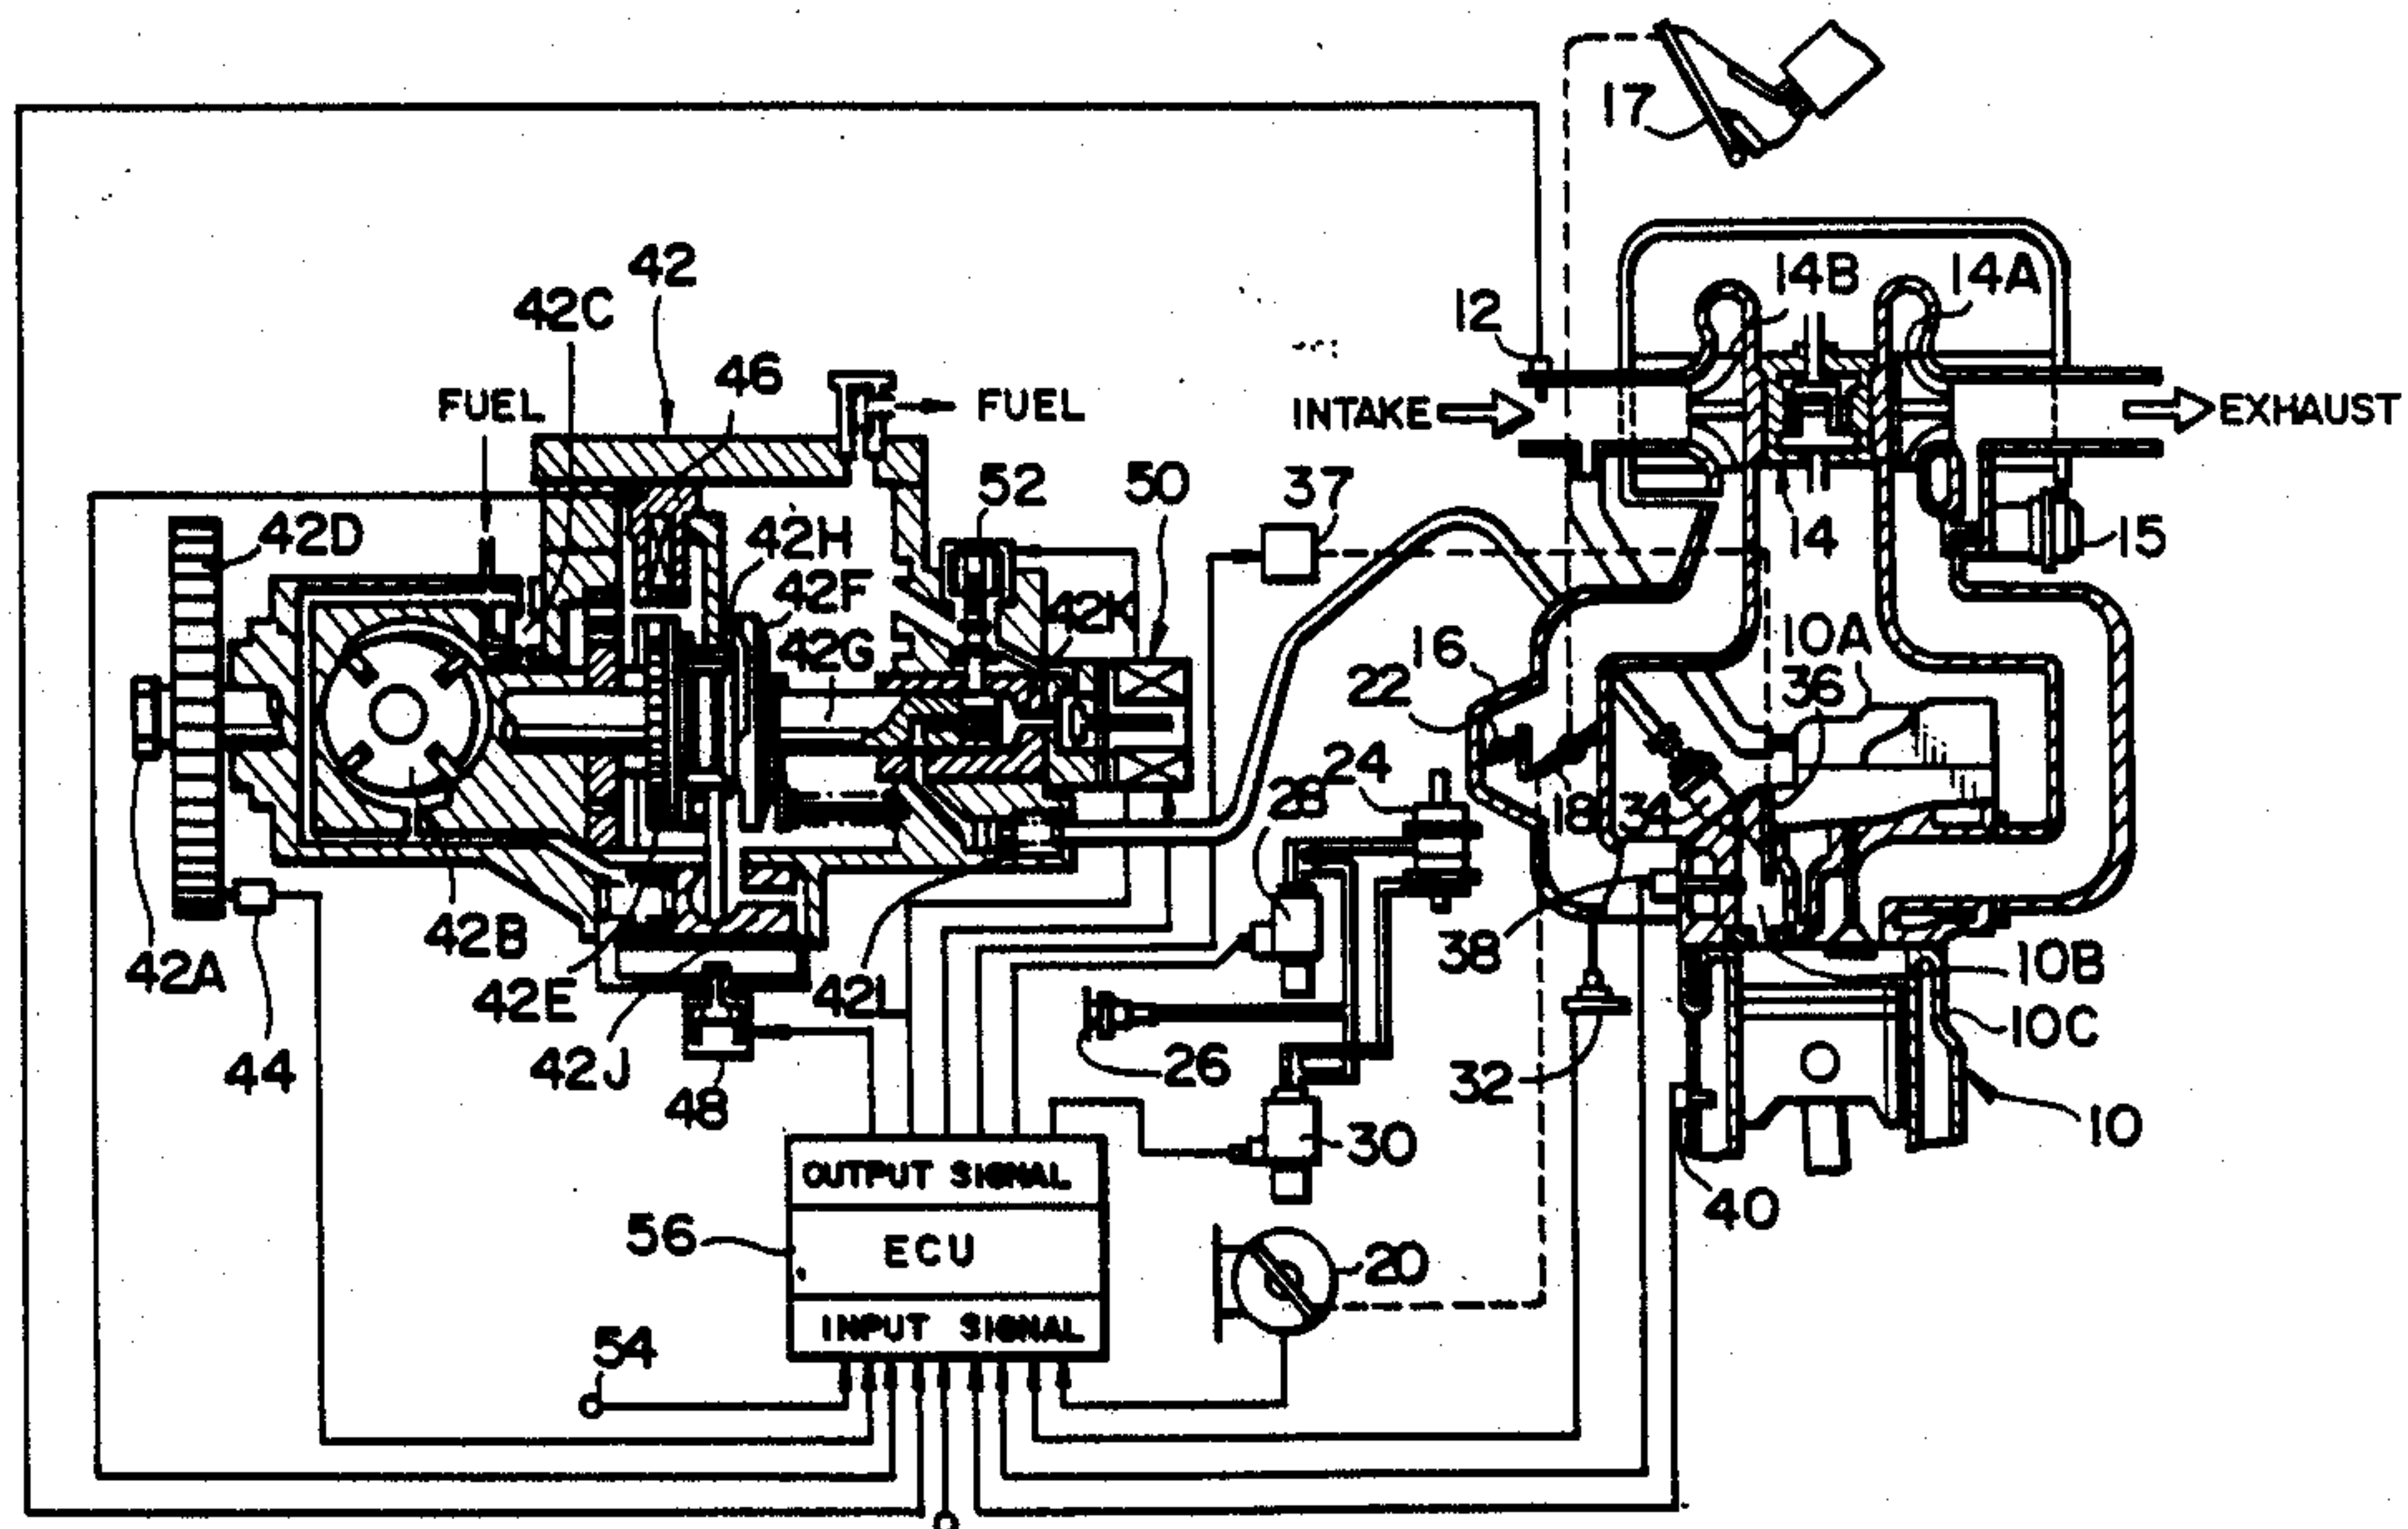 17
42
42C
14B
14A
12
46
FUEL
FUEL
INTAKE
EXHAUST
52
50
37
42D
42H
14
15
42F
42K
42G
16
10A
22
36
24
28
18
34
42B
38
42A
10B
42E
42L
10C
44
42J
26
32
48
10
30
OUTPUT SIGNAL
40
56
ECU
20
INPUT SIGNAL
54